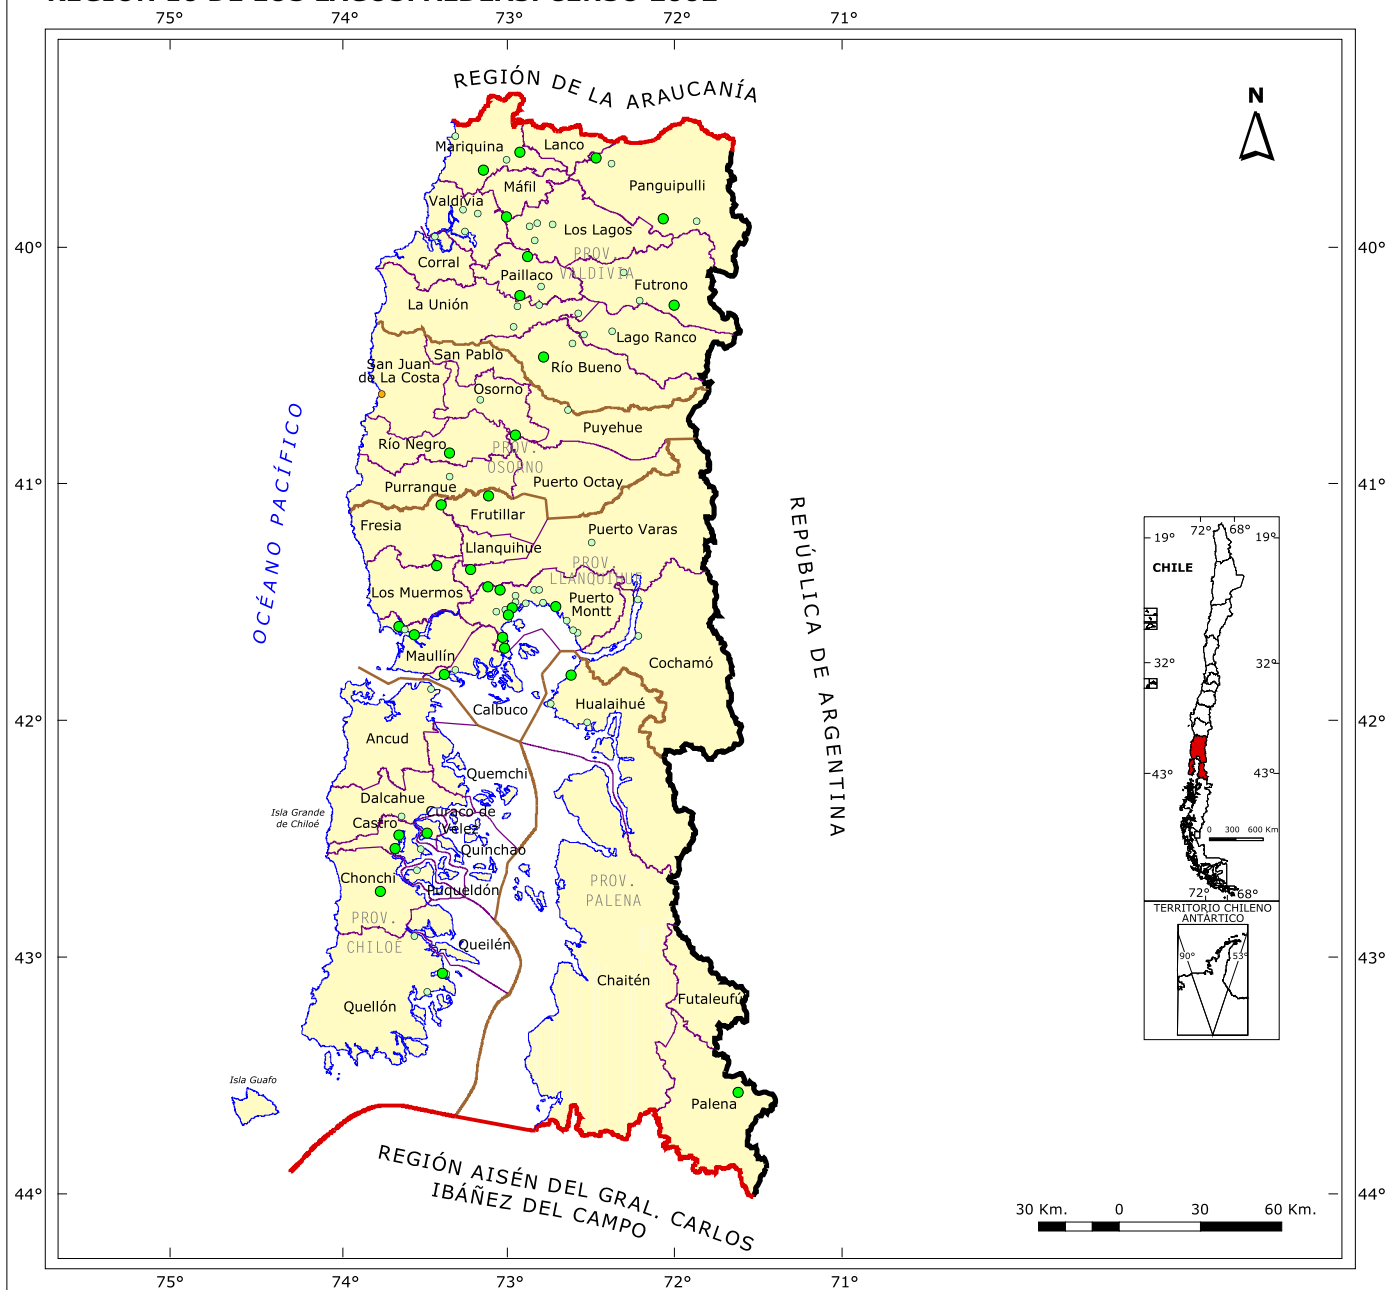 75°
74°
73°
72°
71°
REGIÓN DE LA ARAUCANÍA
N
Mariquina
Lanco
Panguipulli
Máfil
Valdivia
Los Lagos
40°
40°
PROV.
VALDIVIA
Corral
Paillaco
Futrono
La Unión
Lago Ranco
San Pablo
San Juan
de La Costa
Río Bueno
Osorno
Puyehue
OCÉANO PACÍFICO
Río Negro
PROV.
OSORNO
41°
41°
Purranque
Puerto Octay
Frutillar
Fresia
Puerto Varas
Llanquihue
PROV.
LLANQUIHUE
Los Muermos
Puerto
Montt
REPÚBLICA DE ARGENTINA
Maullín
Cochamó
Calbuco
Hualaihué
42°
42°
Ancud
Quemchi
Dalcahue
Isla Grande
de Chiloé
Castro
Curaco de
Vélez
Quinchao
Chonchi
Puqueldón
PROV.
PALENA
PROV.
CHILOE
Queilén
43°
43°
Chaitén
Quellón
Futaleufú
Isla Guafo
Palena
REGIÓN AISÉN DEL GRAL. CARLOS
IBÁÑEZ DEL CAMPO
44°
44°
72°
68°
19°
19°
CHILE
32°
32°
43°
43°
0 300 600 Km
72°
68°
TERRITORIO CHILENO
ANTÁRTICO
90°
53°
30 Km.
0
30
60 Km.
75°
74°
73°
72°
71°